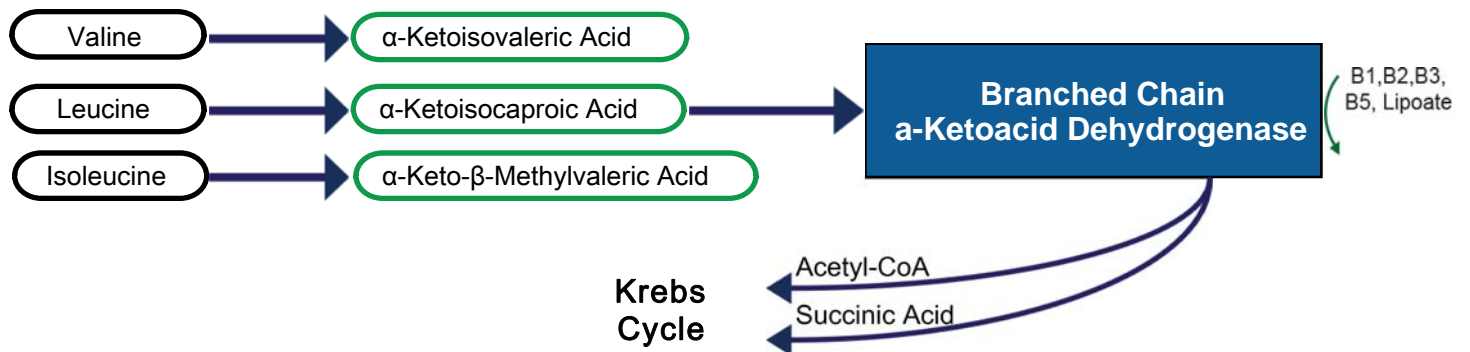 Valine
α-Ketoisovaleric Acid
Leucine
α-Ketoisocaproic Acid
Isoleucine
α-Keto-β-Methylvaleric Acid
Branched Chain
a-Ketoacid Dehydrogenase
B1,B2,B3,
B5, Lipoate
Acetyl-CoA
Succinic Acid
Krebs
Cycle